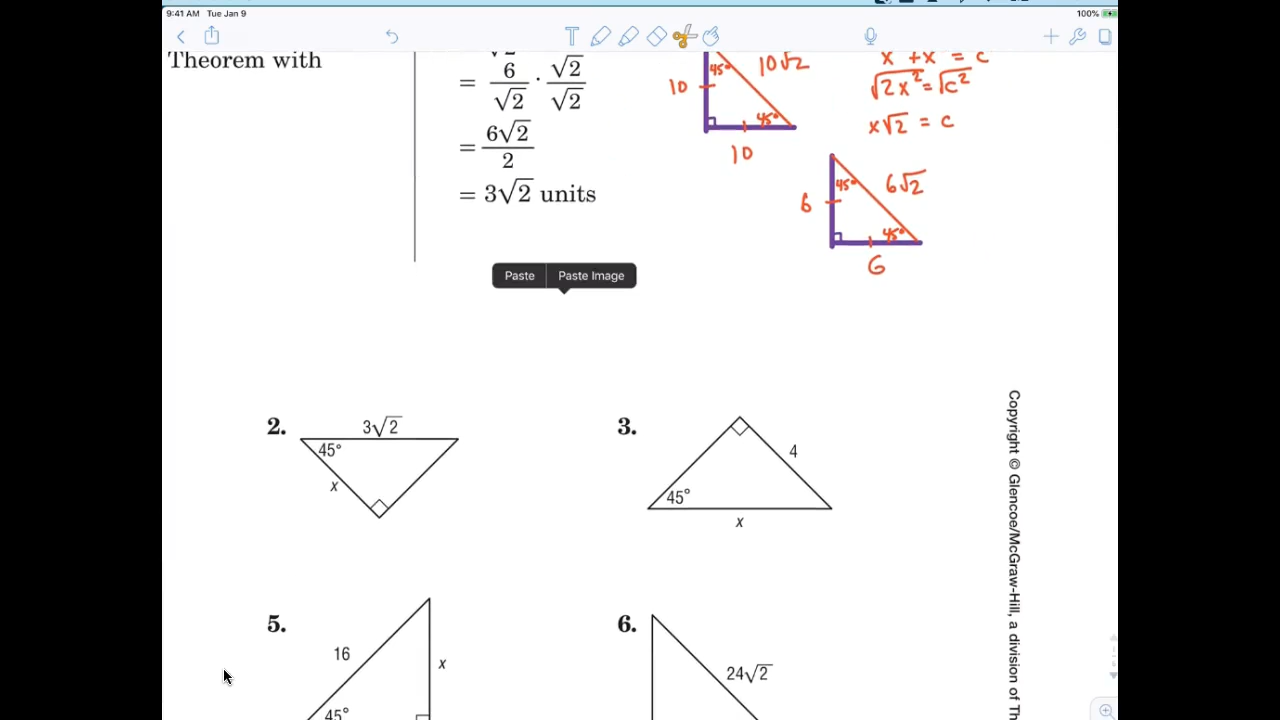 9:41 AM Tue Jan 9
100%
Theorem with
= 6/√2 · √2/√2
= 6√2/2
= 3√2 units
45°
10√2
10
45°
10
x + x = c
√2x² = √c²
x√2 = c
45°
6√2
6
45°
6
Paste Paste Image
2.
3√2
45°
x
3.
4
45°
x
5.
16
x
45°
6.
24√2
Copyright © Glencoe/McGraw-Hill, a division of Th